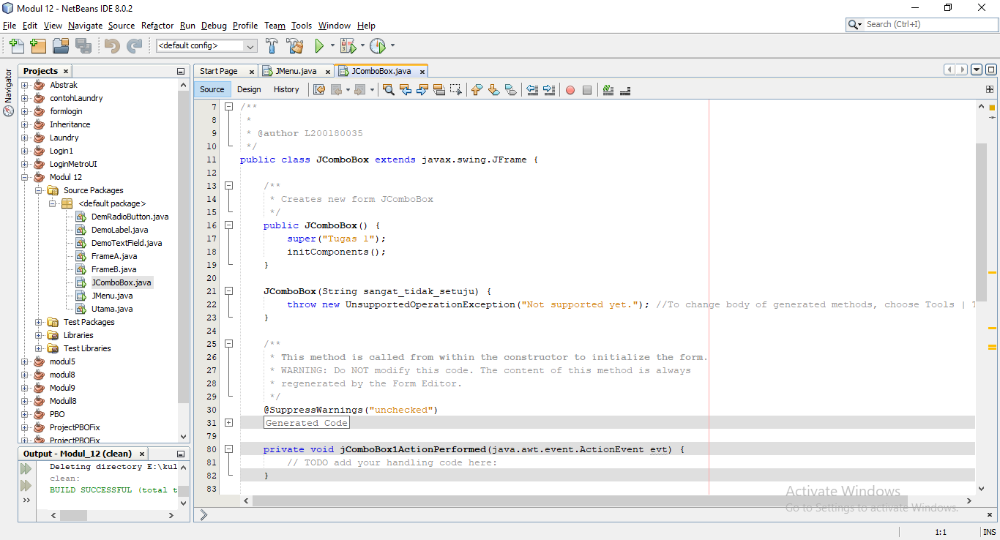 Modul 12 - NetBeans IDE 8.0.2
File Edit View Navigate Source Refactor Run Debug Profile Team Tools Window Help
Search (Ctrl+I)
<default config>
Navigator
Projects
Abstrak
contohLaundry
formlogin
Inheritance
Laundry
Login1
LoginMetroUI
Modul 12
Source Packages
<default package>
DemRadioButton.java
DemoLabel.java
DemoTextField.java
FrameA.java
FrameB.java
JComboBox.java
JMenu.java
Utama.java
Test Packages
Libraries
Test Libraries
modul5
modul8
Modul9
Modull8
PBO
ProjectPBOFix
ProjectPBOFix
Output - Modul_12 (clean)
Deleting directory E:\kul
clean:
BUILD SUCCESSFUL (total t
Start Page JMenu.java JComboBox.java
Source Design History
7 /**
8 *
9 * @author L200180035
10 */
11 public class JComboBox extends javax.swing.JFrame {
12
13 /**
14 * Creates new form JComboBox
15 */
16 public JComboBox() {
17 super("Tugas 1");
18 initComponents();
19 }
20
21 JComboBox(String sangat_tidak_setuju) {
22 throw new UnsupportedOperationException("Not supported yet."); //To change body of generated methods, choose Tools |
23 }
24
25 /**
26 * This method is called from within the constructor to initialize the form.
27 * WARNING: Do NOT modify this code. The content of this method is always
28 * regenerated by the Form Editor.
29 */
30 @SuppressWarnings("unchecked")
31 Generated Code
79
80 private void jComboBox1ActionPerformed(java.awt.event.ActionEvent evt) {
81 // TODO add your handling code here:
82 }
83
Activate Windows
Go to Settings to activate Windows.
1:1 INS